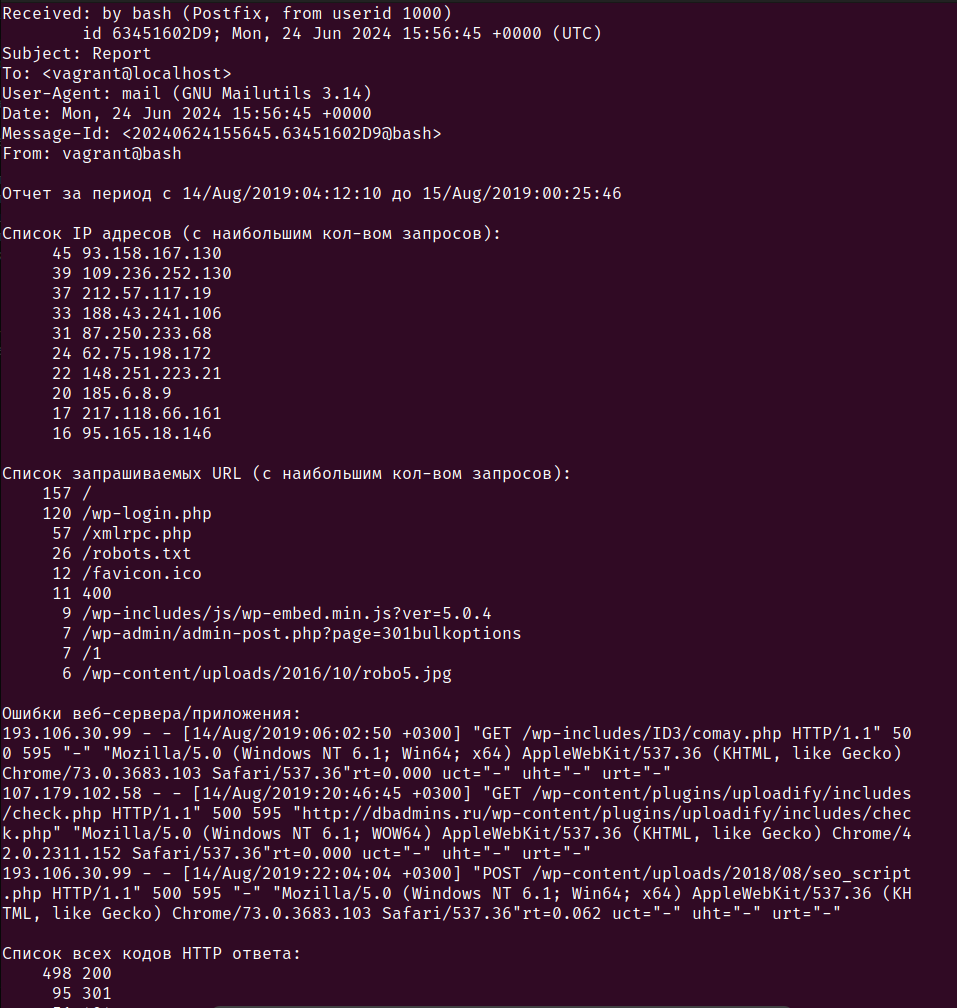 Received: by bash (Postfix, from userid 1000)
        id 63451602D9; Mon, 24 Jun 2024 15:56:45 +0000 (UTC)
Subject: Report
To: <vagrant@localhost>
User-Agent: mail (GNU Mailutils 3.14)
Date: Mon, 24 Jun 2024 15:56:45 +0000
Message-Id: <20240624155645.63451602D9@bash>
From: vagrant@bash

Отчет за период с 14/Aug/2019:04:12:10 до 15/Aug/2019:00:25:46

Список IP адресов (с наибольшим кол-вом запросов):
     45 93.158.167.130
     39 109.236.252.130
     37 212.57.117.19
     33 188.43.241.106
     31 87.250.233.68
     24 62.75.198.172
     22 148.251.223.21
     20 185.6.8.9
     17 217.118.66.161
     16 95.165.18.146

Список запрашиваемых URL (с наибольшим кол-вом запросов):
    157 /
    120 /wp-login.php
     57 /xmlrpc.php
     26 /robots.txt
     12 /favicon.ico
     11 400
      9 /wp-includes/js/wp-embed.min.js?ver=5.0.4
      7 /wp-admin/admin-post.php?page=301bulkoptions
      7 /1
      6 /wp-content/uploads/2016/10/robo5.jpg

Ошибки веб-сервера/приложения:
193.106.30.99 - - [14/Aug/2019:06:02:50 +0300] "GET /wp-includes/ID3/comay.php HTTP/1.1" 50
0 595 "-" "Mozilla/5.0 (Windows NT 6.1; Win64; x64) AppleWebKit/537.36 (KHTML, like Gecko)
Chrome/73.0.3683.103 Safari/537.36"rt=0.000 uct="-" uht="-" urt="-"
107.179.102.58 - - [14/Aug/2019:20:46:45 +0300] "GET /wp-content/plugins/uploadify/includes
/check.php HTTP/1.1" 500 595 "http://dbadmins.ru/wp-content/plugins/uploadify/includes/chec
k.php" "Mozilla/5.0 (Windows NT 6.1; WOW64) AppleWebKit/537.36 (KHTML, like Gecko) Chrome/4
2.0.2311.152 Safari/537.36"rt=0.000 uct="-" uht="-" urt="-"
193.106.30.99 - - [14/Aug/2019:22:04:04 +0300] "POST /wp-content/uploads/2018/08/seo_script
.php HTTP/1.1" 500 595 "-" "Mozilla/5.0 (Windows NT 6.1; Win64; x64) AppleWebKit/537.36 (KH
TML, like Gecko) Chrome/73.0.3683.103 Safari/537.36"rt=0.062 uct="-" uht="-" urt="-"

Список всех кодов HTTP ответа:
    498 200
     95 301